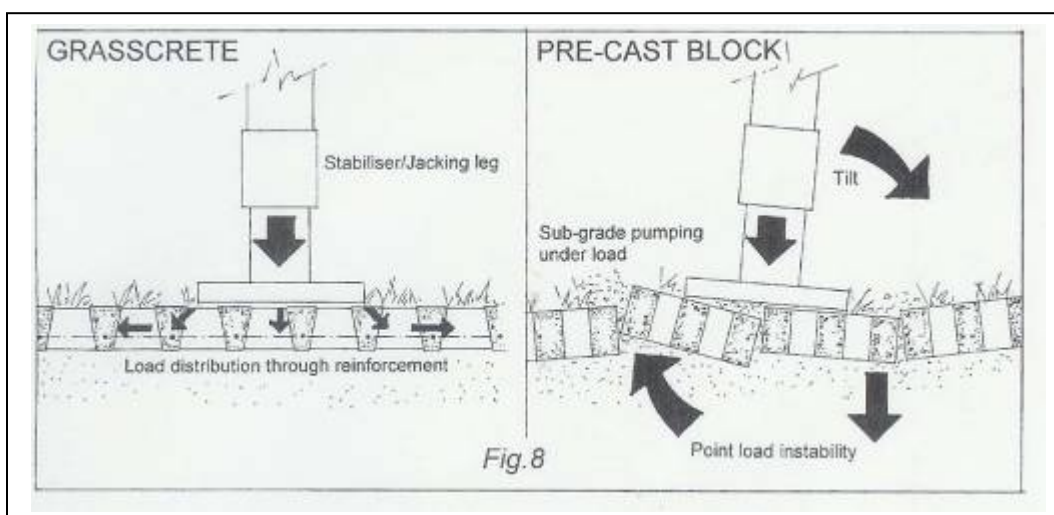 GRASSCRETE
Stabiliser/Jacking leg
Load distribution through reinforcement
PRE-CAST BLOCK
Tilt
Sub-grade pumping
under load
Point load instability
Fig.8